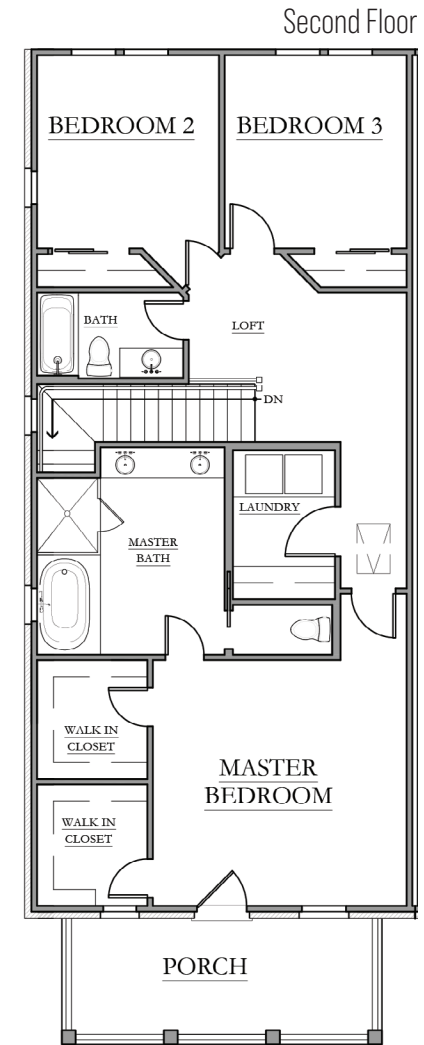 Second Floor
BEDROOM 2
BEDROOM 3
BATH
LOFT
DN
LAUNDRY
MASTER
BATH
WALK IN
CLOSET
MASTER
BEDROOM
WALK IN
CLOSET
PORCH